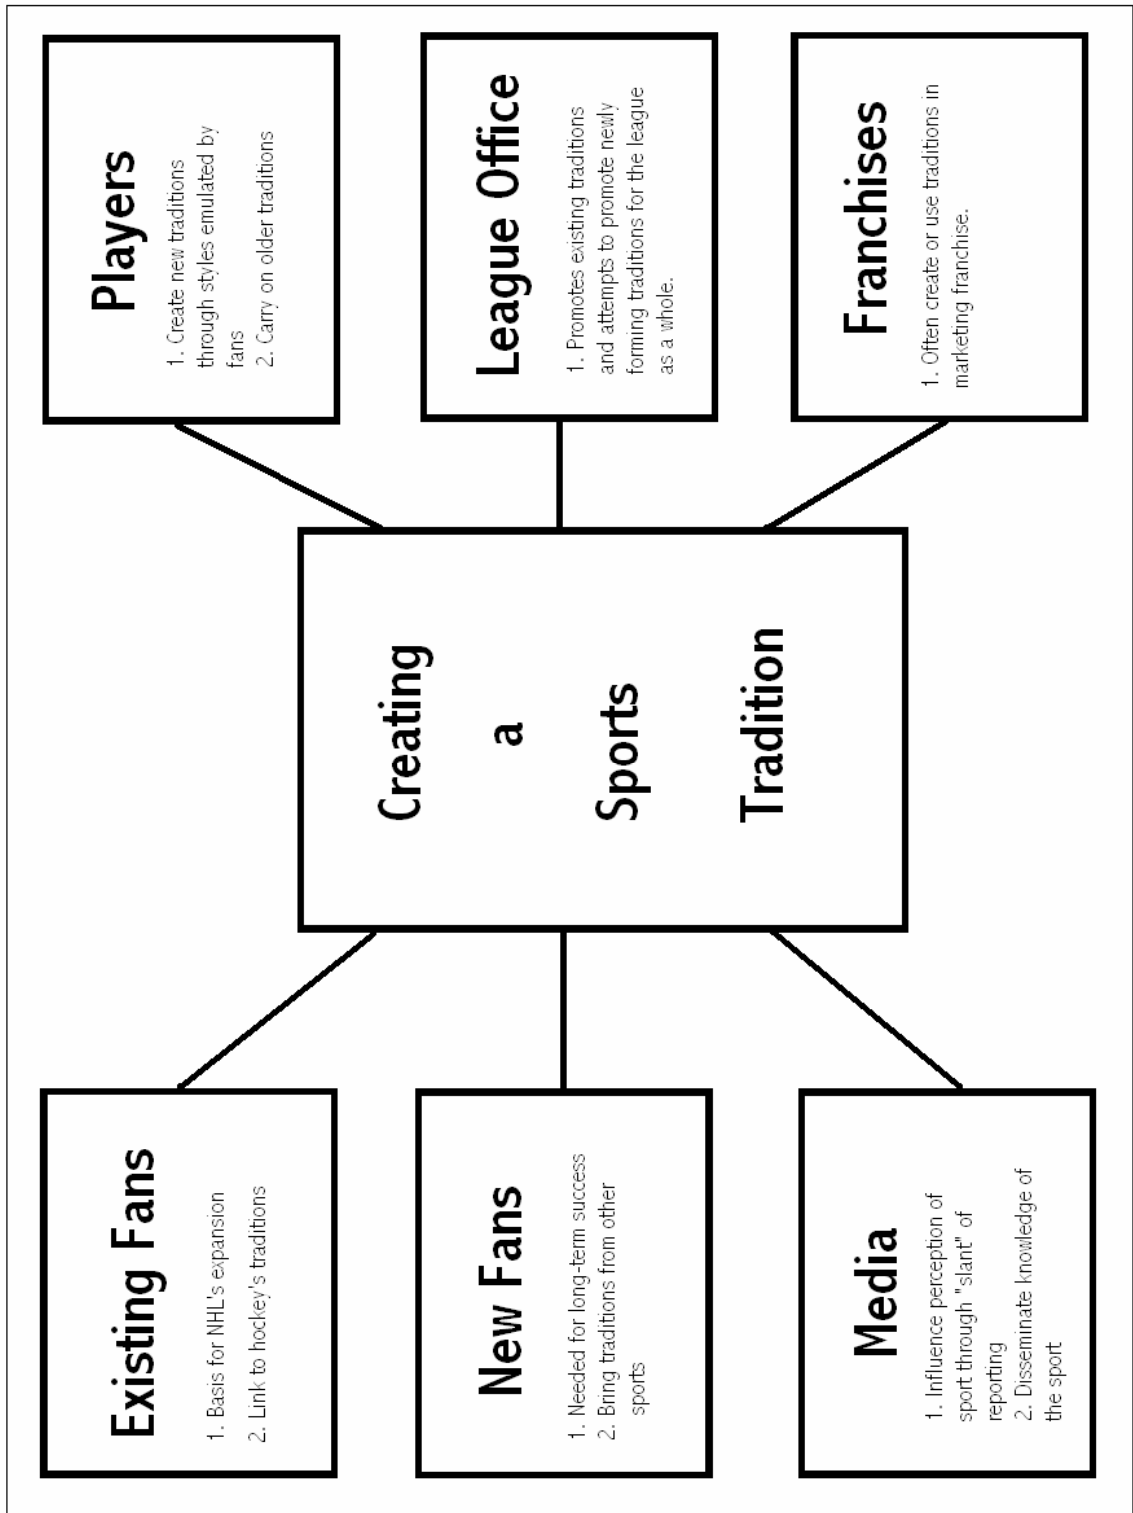 Existing Fans
1. Basis for NHL's expansion
2. Link to hockey's traditions
New Fans
1. Needed for long-term success
2. Bring traditions from other
sports
Media
1. Influence perception of
sport through "slant" of
reporting
2. Disseminate knowledge of
the sport
Creating
a
Sports
Tradition
Players
1. Create new traditions
through styles emulated by
fans
2. Carry on older traditions
League Office
1. Promotes existing traditions
and attempts to promote newly
forming traditions for the league
as a whole.
Franchises
1. Often create or use traditions in
marketing franchise.